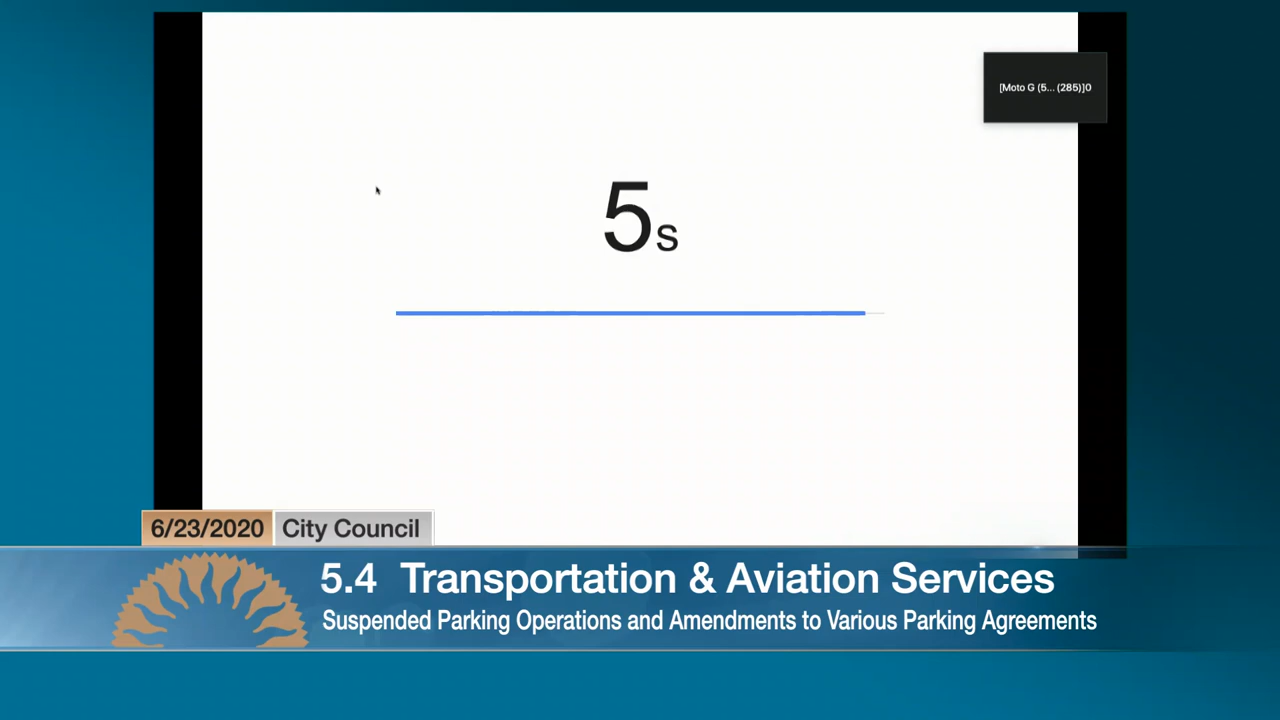 [Moto G (5... (285)]0
5s
6/23/2020 City Council
5.4 Transportation & Aviation Services
Suspended Parking Operations and Amendments to Various Parking Agreements